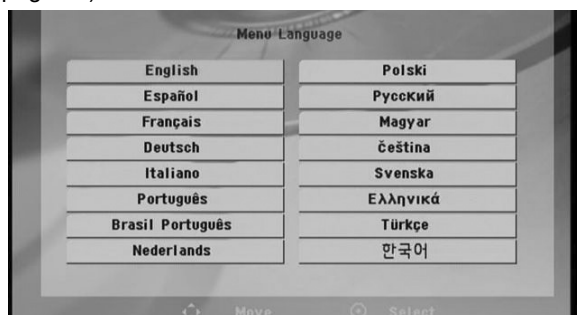 Menu Language
English
Español
Français
Deutsch
Italiano
Português
Brasil Português
Nederlands
Polski
Русский
Magyar
čeština
Svenska
Ελληνικά
Türkçe
한국어
Move Select